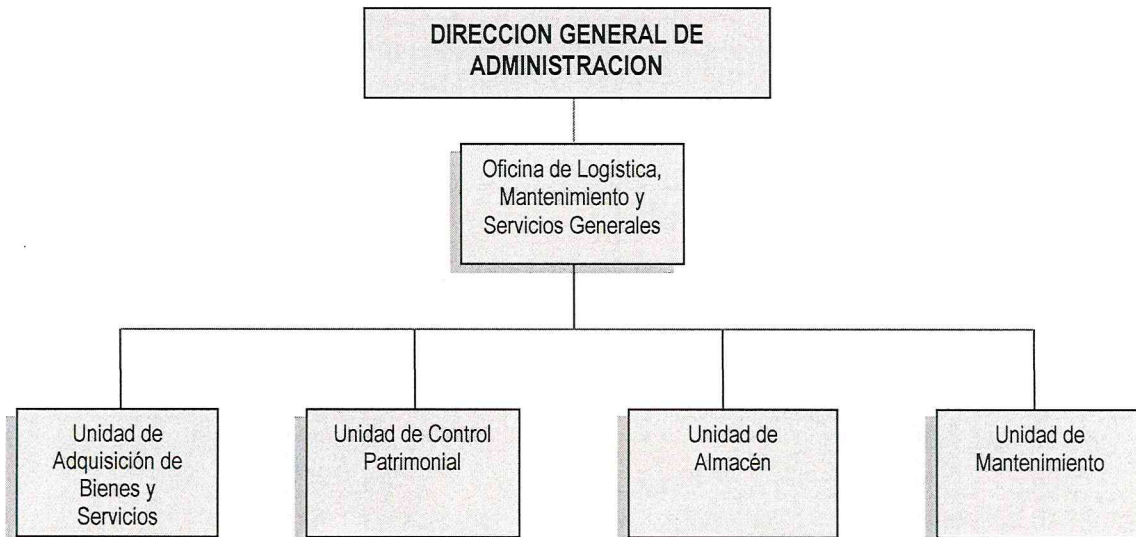 DIRECCION GENERAL DE
ADMINISTRACION
Oficina de Logística,
Mantenimiento y
Servicios Generales
Unidad de
Adquisición de
Bienes y
Servicios
Unidad de Control
Patrimonial
Unidad de
Almacén
Unidad de
Mantenimiento